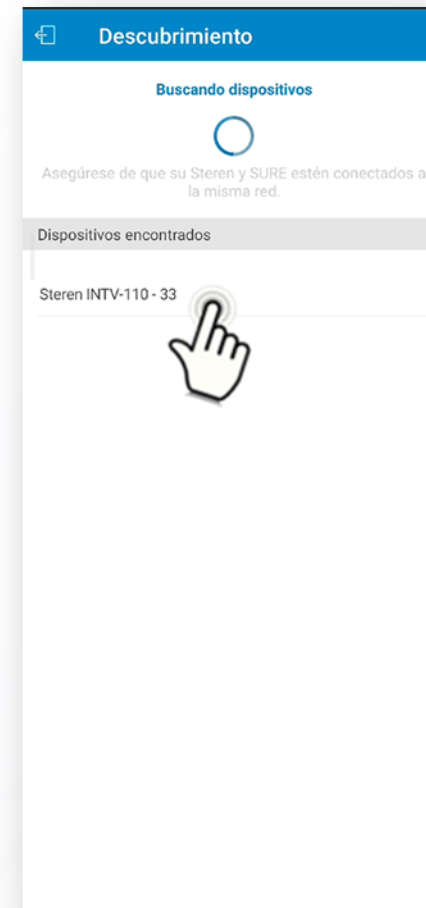 Descubrimiento
Buscando dispositivos
Asegúrese de que su Steren y SURE estén conectados a
la misma red.
Dispositivos encontrados
Steren INTV-110 - 33